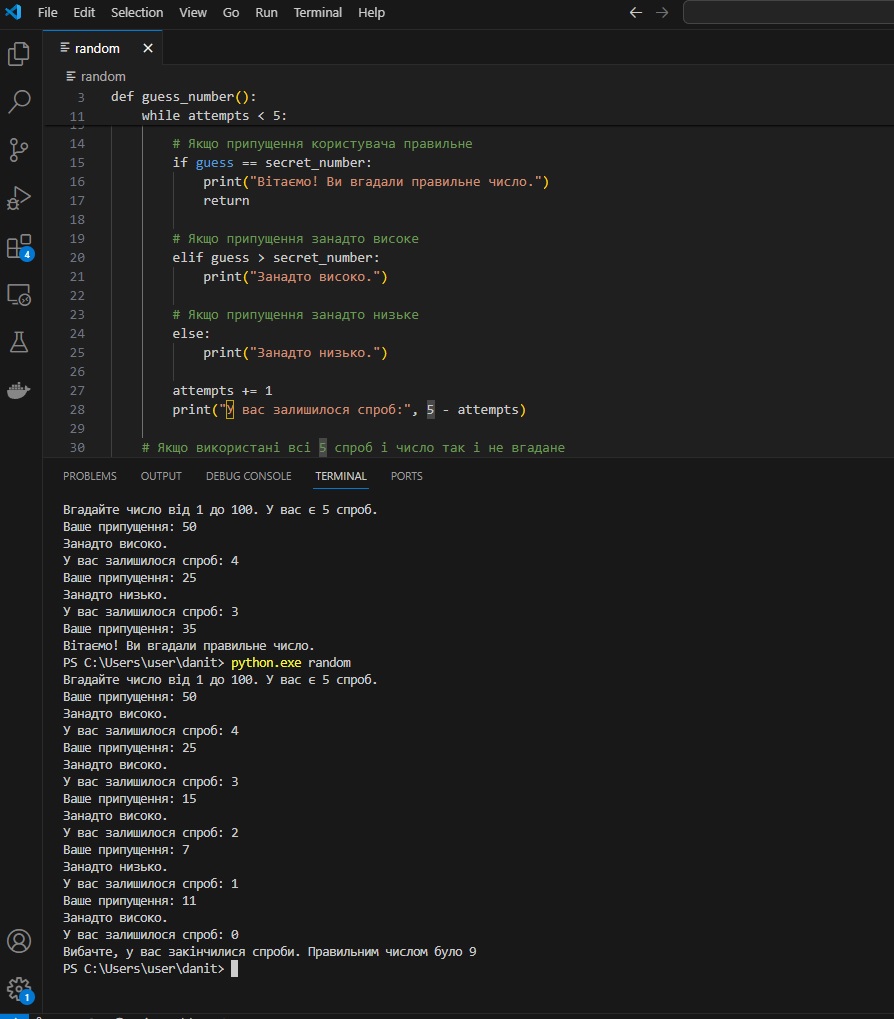 File Edit Selection View Go Run Terminal Help
random
random
3 def guess_number():
11 while attempts < 5:
14 # Якщо припущення користувача правильне
15 if guess == secret_number:
16 print("Вітаємо! Ви вгадали правильне число.")
17 return
18
19 # Якщо припущення занадто високе
20 elif guess > secret_number:
21 print("Занадто високо.")
22
23 # Якщо припущення занадто низьке
24 else:
25 print("Занадто низько.")
26
27 attempts += 1
28 print("У вас залишилося спроб:", 5 - attempts)
29
30 # Якщо використані всі 5 спроб і число так і не вгадане
4
PROBLEMS OUTPUT DEBUG CONSOLE TERMINAL PORTS
Вгадайте число від 1 до 100. У вас є 5 спроб.
Ваше припущення: 50
Занадто високо.
У вас залишилося спроб: 4
Ваше припущення: 25
Занадто низько.
У вас залишилося спроб: 3
Ваше припущення: 35
Вітаємо! Ви вгадали правильне число.
PS C:\Users\user\danit> python.exe random
Вгадайте число від 1 до 100. У вас є 5 спроб.
Ваше припущення: 50
Занадто високо.
У вас залишилося спроб: 4
Ваше припущення: 25
Занадто високо.
У вас залишилося спроб: 3
Ваше припущення: 15
Занадто високо.
У вас залишилося спроб: 2
Ваше припущення: 7
Занадто низько.
У вас залишилося спроб: 1
Ваше припущення: 11
Занадто високо.
У вас залишилося спроб: 0
Вибачте, у вас закінчилися спроби. Правильним числом було 9
PS C:\Users\user\danit>
1